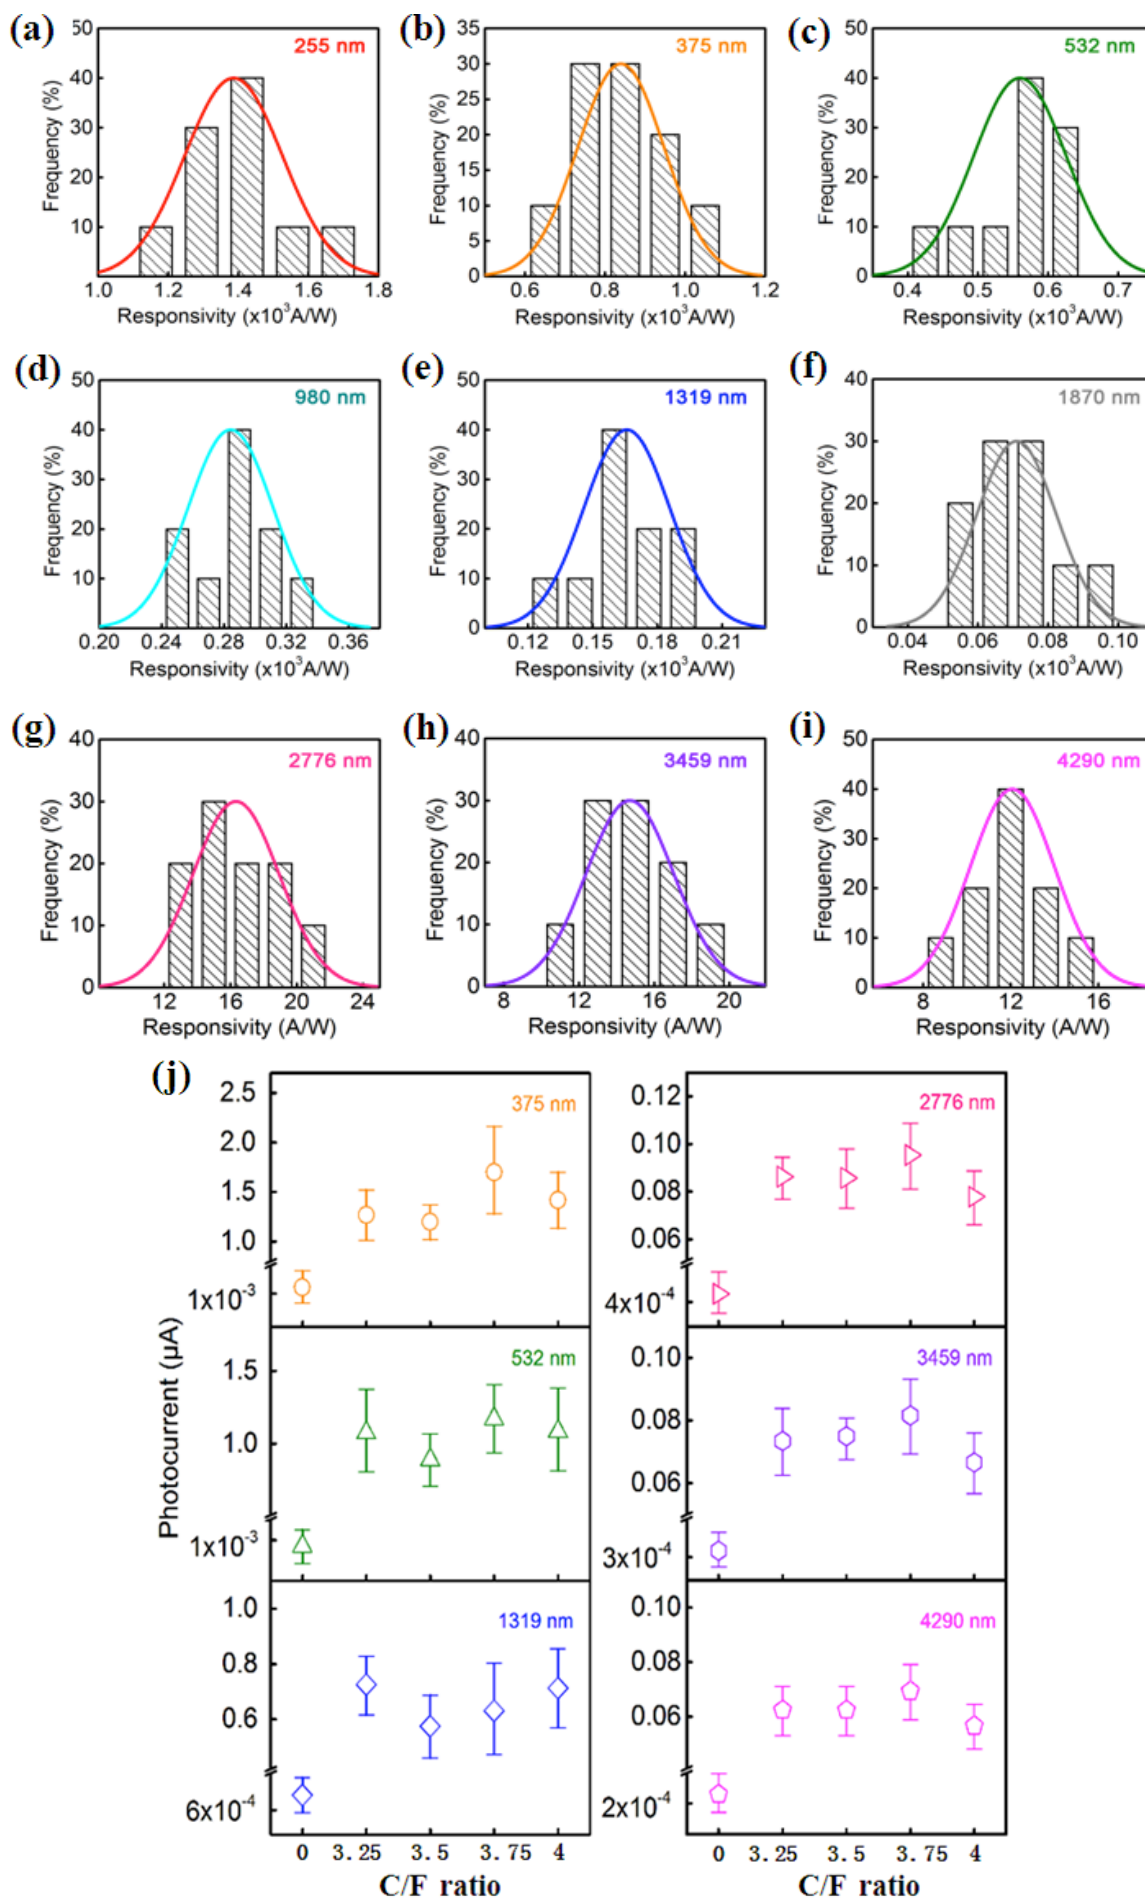 (a)
255 nm
Frequency (%)
50
40
30
20
10
1.0 1.2 1.4 1.6 1.8
Responsivity (x10³A/W)
(b)
375 nm
Frequency (%)
35
30
25
20
15
10
5
0
0.6 0.8 1.0 1.2
Responsivity (x10³A/W)
(c)
532 nm
Frequency (%)
50
40
30
20
10
0
0.4 0.5 0.6 0.7
Responsivity (x10³A/W)
(d)
980 nm
Frequency (%)
50
40
30
20
10
0.20 0.24 0.28 0.32 0.36
Responsivity (x10³A/W)
(e)
1319 nm
Frequency (%)
50
40
30
20
10
0
0.12 0.15 0.18 0.21
Responsivity (x10³A/W)
(f)
1870 nm
Frequency (%)
40
30
20
10
0
0.04 0.06 0.08 0.10
Responsivity (x10³A/W)
(g)
2776 nm
Frequency (%)
40
30
20
10
0
12 16 20 24
Responsivity (A/W)
(h)
3459 nm
Frequency (%)
40
30
20
10
0
8 12 16 20
Responsivity (A/W)
(i)
4290 nm
Frequency (%)
50
40
30
20
10
0
8 12 16
Responsivity (A/W)
(j)
Photocurrent (μA)
375 nm
2.5
2.0
1.5
1.0
1x10⁻³
532 nm
1.5
1.0
1x10⁻³
1319 nm
1.0
0.8
0.6
6x10⁻⁴
0 3.25 3.5 3.75 4
C/F ratio
2776 nm
0.12
0.10
0.08
0.06
4x10⁻⁴
3459 nm
0.10
0.08
0.06
3x10⁻⁴
4290 nm
0.10
0.08
0.06
2x10⁻⁴
0 3.25 3.5 3.75 4
C/F ratio